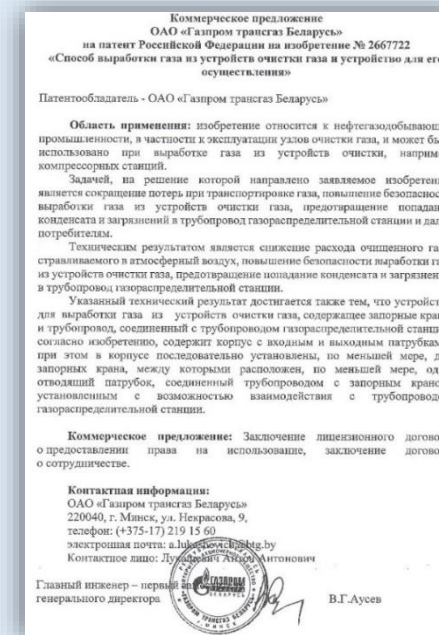 Коммерческое предложение
ОАО «Газпром трансгаз Беларусь»
на патент Российской Федерации на изобретение № 2667722
«Способ выработки газа из устройств очистки газа и устройство для его
осуществления»
Патентообладатель - ОАО «Газпром трансгаз Беларусь»
Область применения: изобретение относится к нефтегазодобывающ
промышленности, в частности к эксплуатации узлов очистки газа, и может бы
использовано при выработке газа из устройств очистки, наприм
компрессорных станций.
Задачей, на решение которой направлено заявляемое изобретен
является сокращение потерь при транспортировке газа, повышение безопаснос
выработки газа из устройств очистки газа, предотвращение попадан
конденсата и загрязнений в трубопровод газораспределительной станции и дал
потребителям.
Техническим результатом является снижение расхода очищенного га
стравливаемого в атмосферный воздух, повышение безопасности выработки га
из устройств очистки газа, предотвращение попадание конденсата и загрязнен
в трубопровод газораспределительной станции.
Указанный технический результат достигается также тем, что устройст
для выработки газа из устройств очистки газа, содержащее запорные кран
и трубопровод, соединенный с трубопроводом газораспределительной станци
согласно изобретению, содержит корпус с входным и выходным патрубкам
при этом в корпусе последовательно установлены, по меньшей мере, д
запорных крана, между которыми расположен, по меньшей мере, од
отводящий патрубок, соединенный трубопроводом с запорным крано
установленным с возможностью взаимодействия с трубопровод
газораспределительной станции.
Коммерческое предложение: Заключение лицензионного догово
о предоставлении права на использование, заключение догово
о сотрудничестве.
Контактная информация:
ОАО «Газпром трансгаз Беларусь»
220040, г. Минск, ул. Некрасова, 9,
телефон: (+375-17) 219 15 60
электронная почта:
Контактное лицо: Антонович
Главный инженер – первый
генерального директора В.Г.Аусев
ГАЗПРОМ